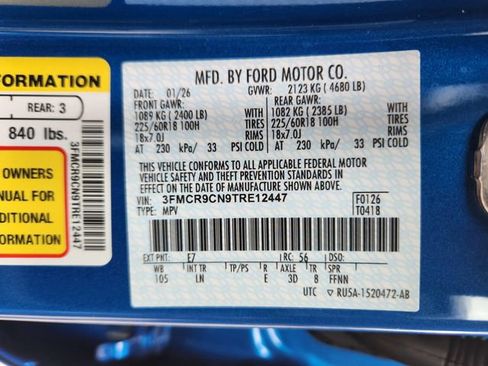 FORMATION
REAR: 3
840 lbs.
OWNERS
NUAL FOR
DITIONAL
FORMATION
3FMCR9CN9TRE12447
MFD. BY FORD MOTOR CO.
DATE: 01/26 GVWR: 2123 KG ( 4680 LB)
FRONT GAWR: REAR GAWR:
1089 KG ( 2400 LB) WITH 1082 KG ( 2385 LB) WITH
225/60R18 100H TIRES 225/60R18 100H TIRES
18x7.0J RIMS 18x7.0J RIMS
AT 230 kPa/ 33 PSI COLD AT 230 kPa/ 33 PSI COLD
THIS VEHICLE CONFORMS TO ALL APPLICABLE FEDERAL MOTOR
VEHICLE SAFETY AND THEFT PREVENTION STANDARDS
IN EFFECT ON THE DATE OF MANUFACTURE SHOWN ABOVE.
VIN: 3FMCR9CN9TRE12447 F0126
TYPE: MPV T0418
EXT PNT: E7 RC: 56 DSO:
WB INT TR TP/PS R AXLE TR SPR
105 LN E 3D 8 FFNN
UTC RU5A-1520472-AB